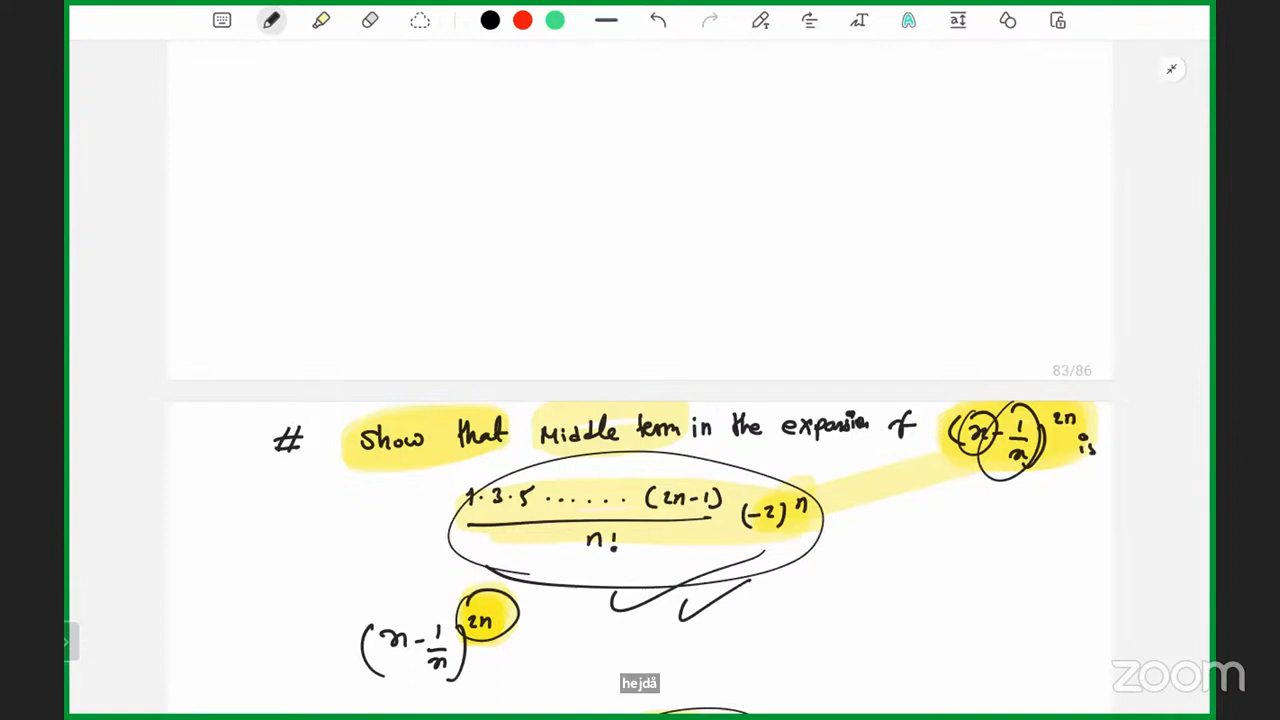 83/86
# Show that Middle term in the expansion of (x - 1/x)^2n is
1·3·5 ...... (2n-1) (-2)^n
n!
(x - 1/x)^2n
hejdå
zoom